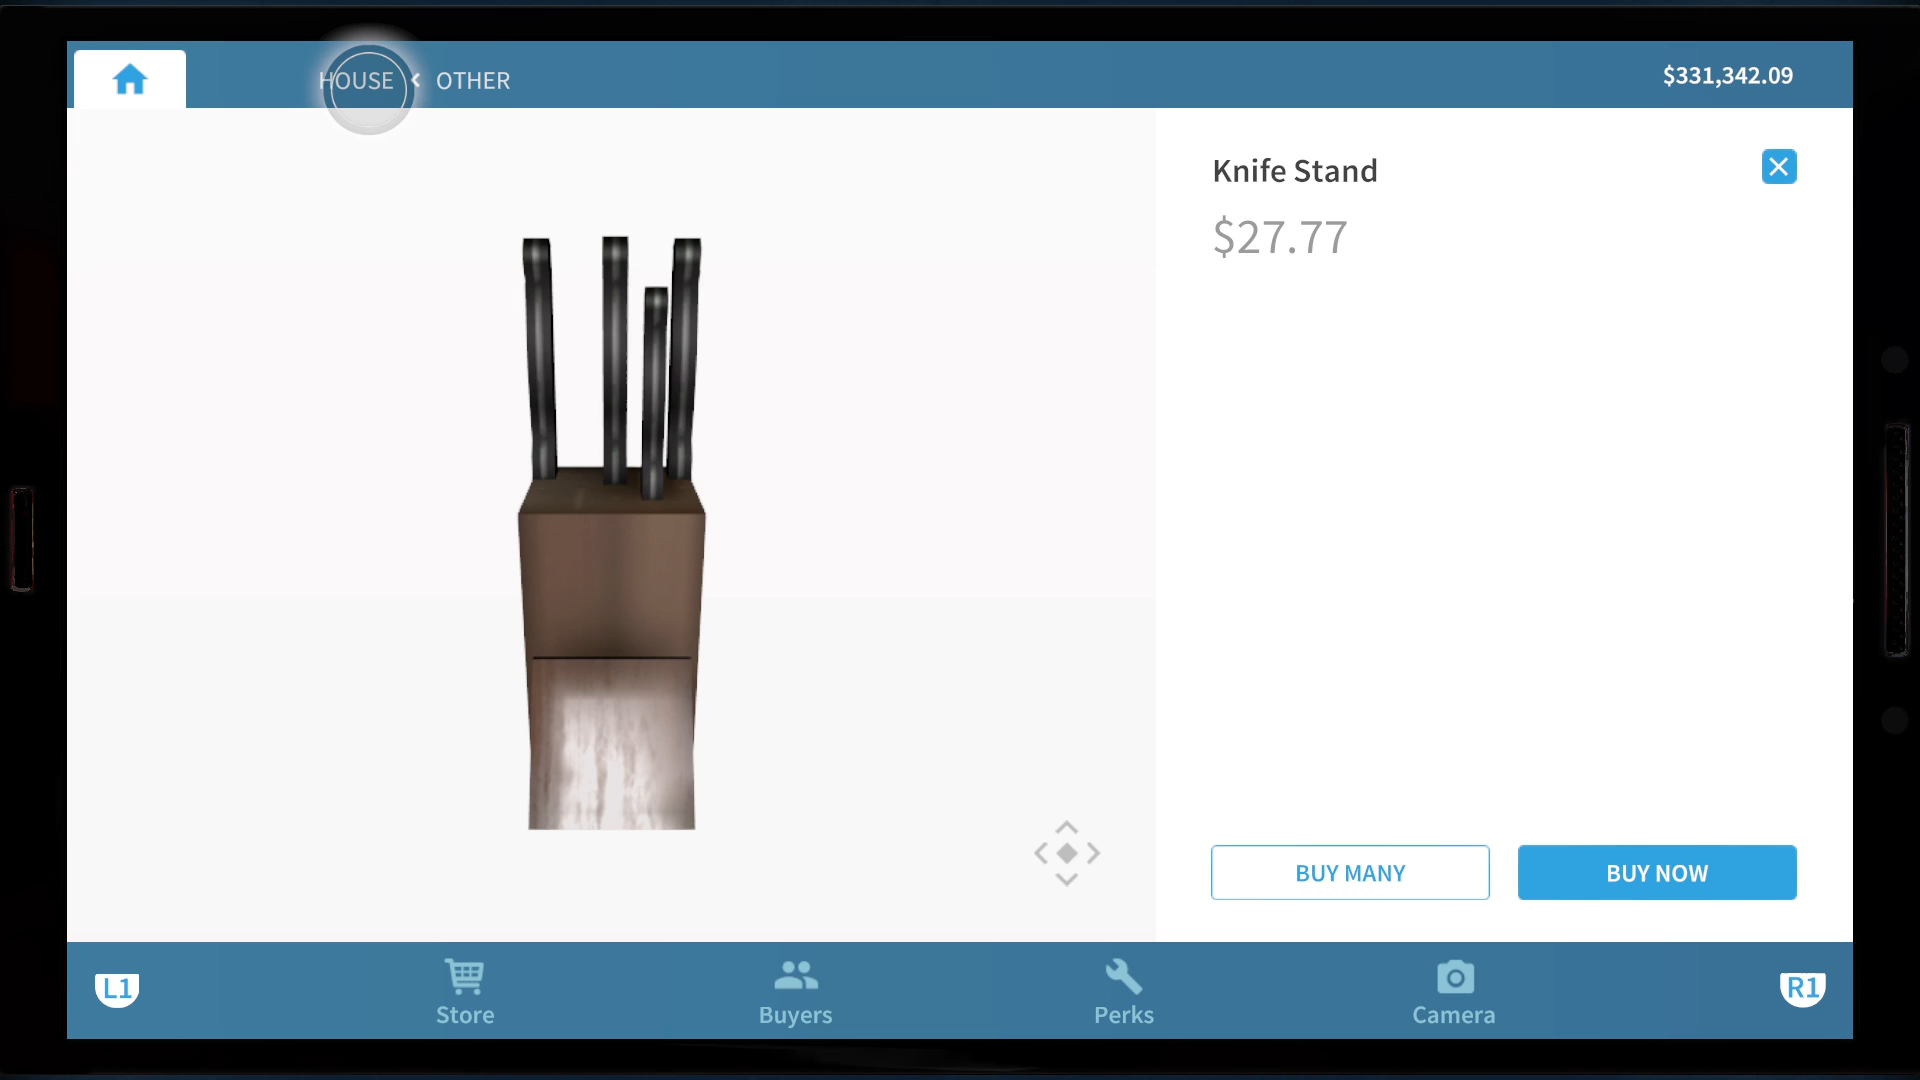 HOUSE < OTHER
$331,342.09
Knife Stand
$27.77
BUY MANY
BUY NOW
L1
Store
Buyers
Perks
Camera
R1